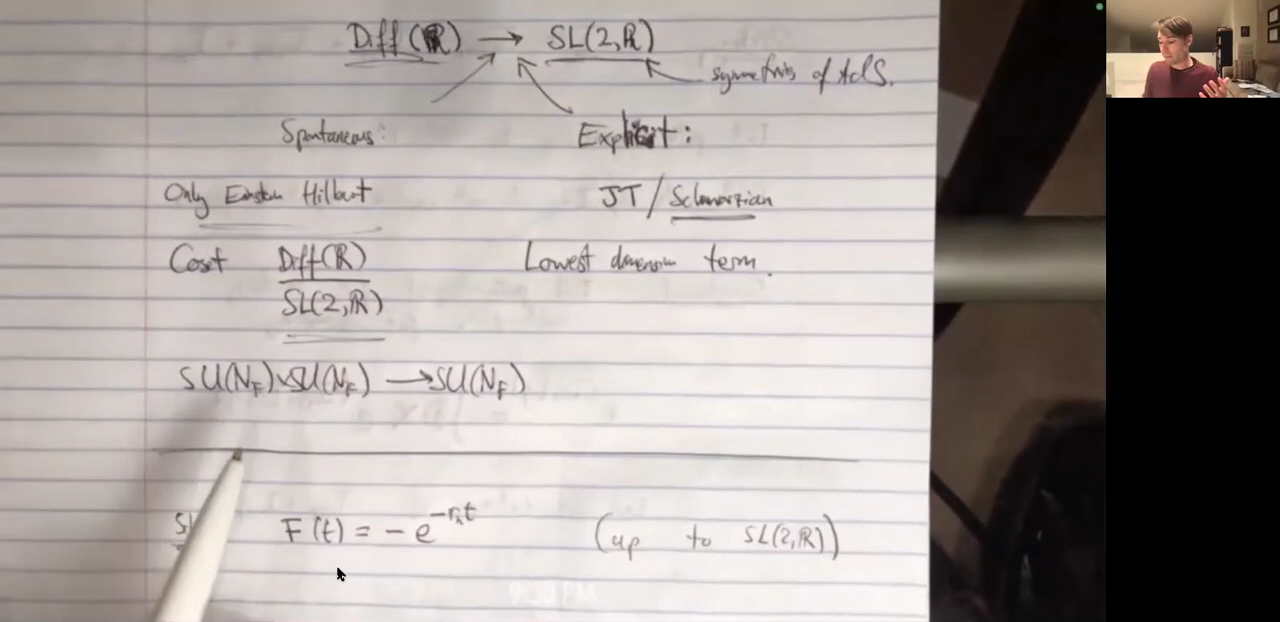 Diff(R) → SL(2,R)
symmetries of AdS.
Spontaneous: Explicit:
Only Einstein Hilbert JT/Schwarzian
Coset Diff(R) Lowest dimension term.
SL(2,R)
SU(N_F)×SU(N_F) → SU(N_F)
F(t) = - e^{-r_h t} (up to SL(2,R))